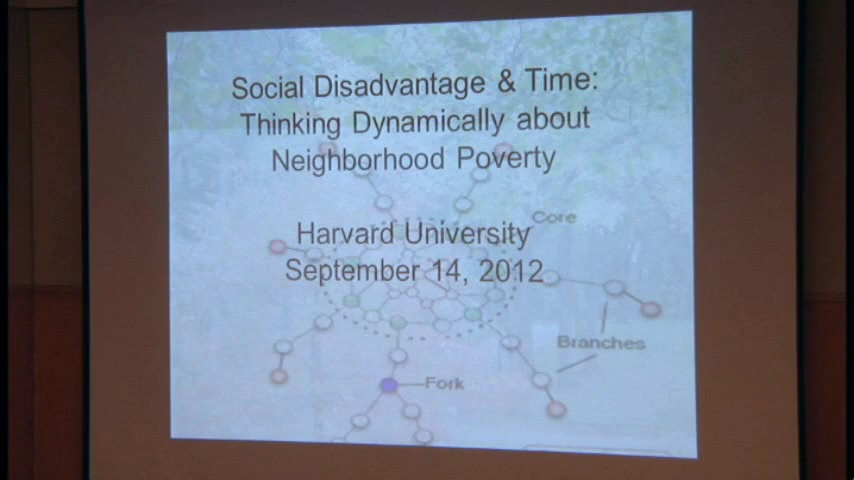 Social Disadvantage & Time:
Thinking Dynamically about
Neighborhood Poverty
Harvard University
September 14, 2012
Core
Branches
Fork